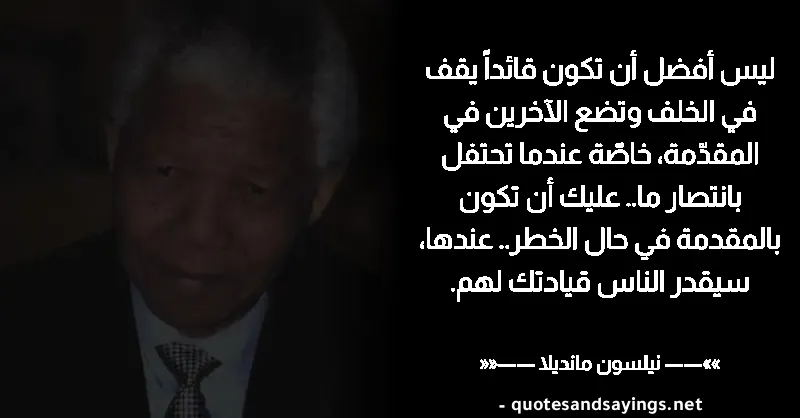 ليس أفضل أن تكون قائداً يقف
في الخلف وتضع الآخرين في
المقدّمة، خاصّة عندما تحتفل
بانتصار ما.. عليك أن تكون
بالمقدمة في حال الخطر.. عندها،
سيقدر الناس قيادتك لهم.
»»—— نيلسون مانديلا ——««
- quotesandsayings.net